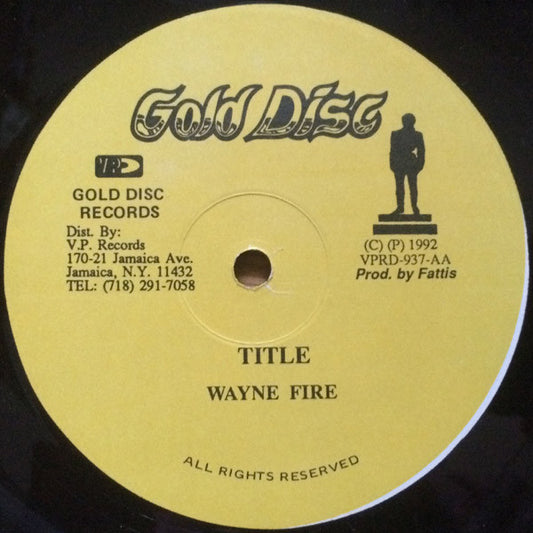 Gold Disc
VP
GOLD DISC
RECORDS
Dist. By:
V.P. Records
170-21 Jamaica Ave.
Jamaica, N.Y. 11432
TEL: (718) 291-7058
(C) (P) 1992
VPRD-937-AA
Prod. by Fattis
TITLE
WAYNE FIRE
ALL RIGHTS RESERVED